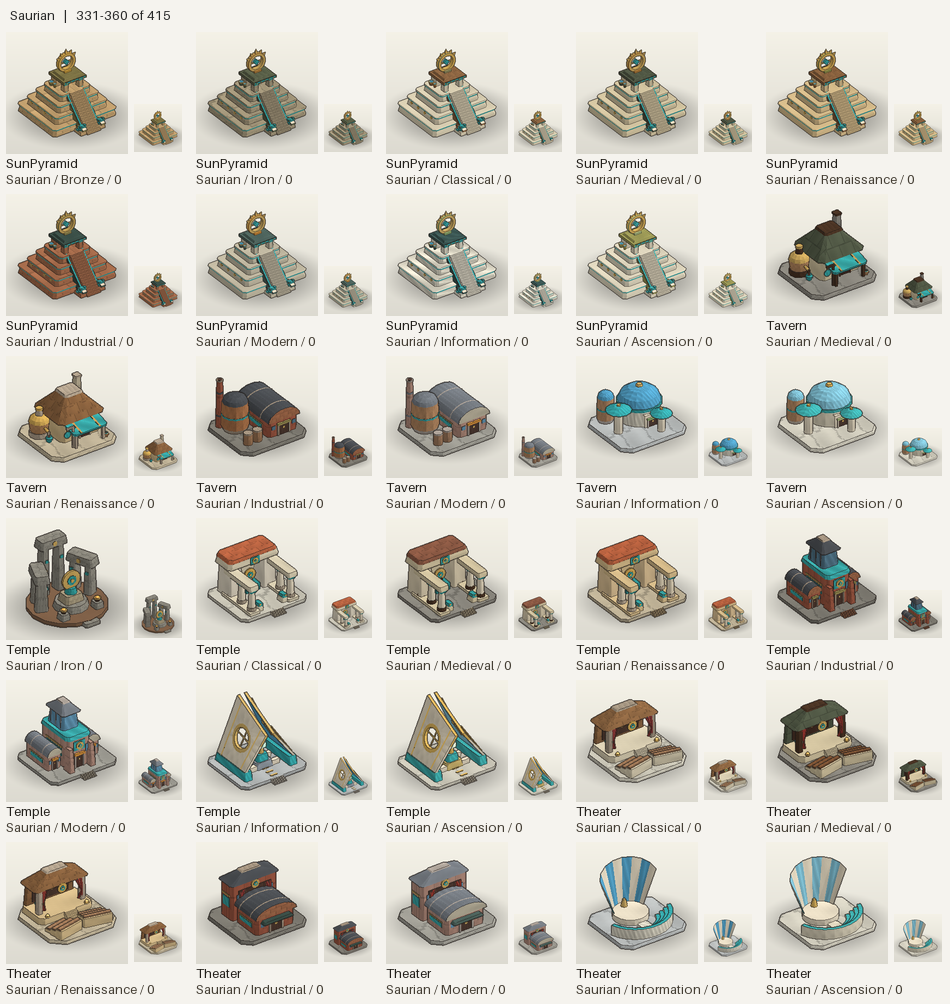 Saurian | 331-360 of 415
SunPyramid
Saurian / Bronze / 0
SunPyramid
Saurian / Iron / 0
SunPyramid
Saurian / Classical / 0
SunPyramid
Saurian / Medieval / 0
SunPyramid
Saurian / Renaissance / 0
SunPyramid
Saurian / Industrial / 0
SunPyramid
Saurian / Modern / 0
SunPyramid
Saurian / Information / 0
SunPyramid
Saurian / Ascension / 0
Tavern
Saurian / Medieval / 0
Tavern
Saurian / Renaissance / 0
Tavern
Saurian / Industrial / 0
Tavern
Saurian / Modern / 0
Tavern
Saurian / Information / 0
Tavern
Saurian / Ascension / 0
Temple
Saurian / Iron / 0
Temple
Saurian / Classical / 0
Temple
Saurian / Medieval / 0
Temple
Saurian / Renaissance / 0
Temple
Saurian / Industrial / 0
Temple
Saurian / Modern / 0
Temple
Saurian / Information / 0
Temple
Saurian / Ascension / 0
Theater
Saurian / Classical / 0
Theater
Saurian / Medieval / 0
Theater
Saurian / Renaissance / 0
Theater
Saurian / Industrial / 0
Theater
Saurian / Modern / 0
Theater
Saurian / Information / 0
Theater
Saurian / Ascension / 0